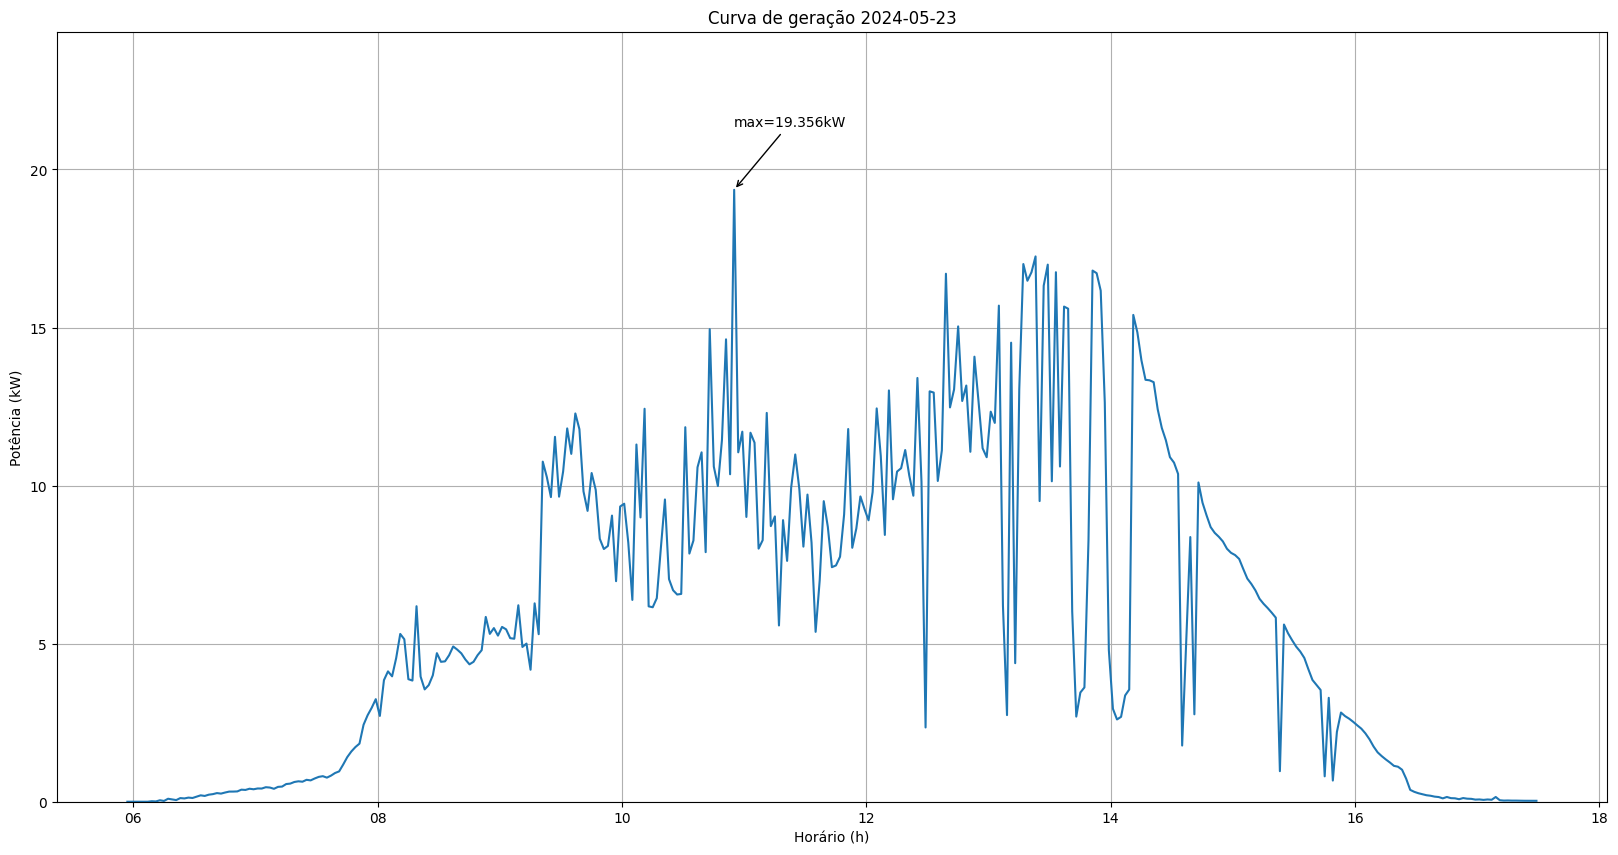 Curva de geração 2024-05-23
max=19.356kW
Potência (kW)
20
15
10
5
0
06 08 10 12 14 16 18
Horário (h)